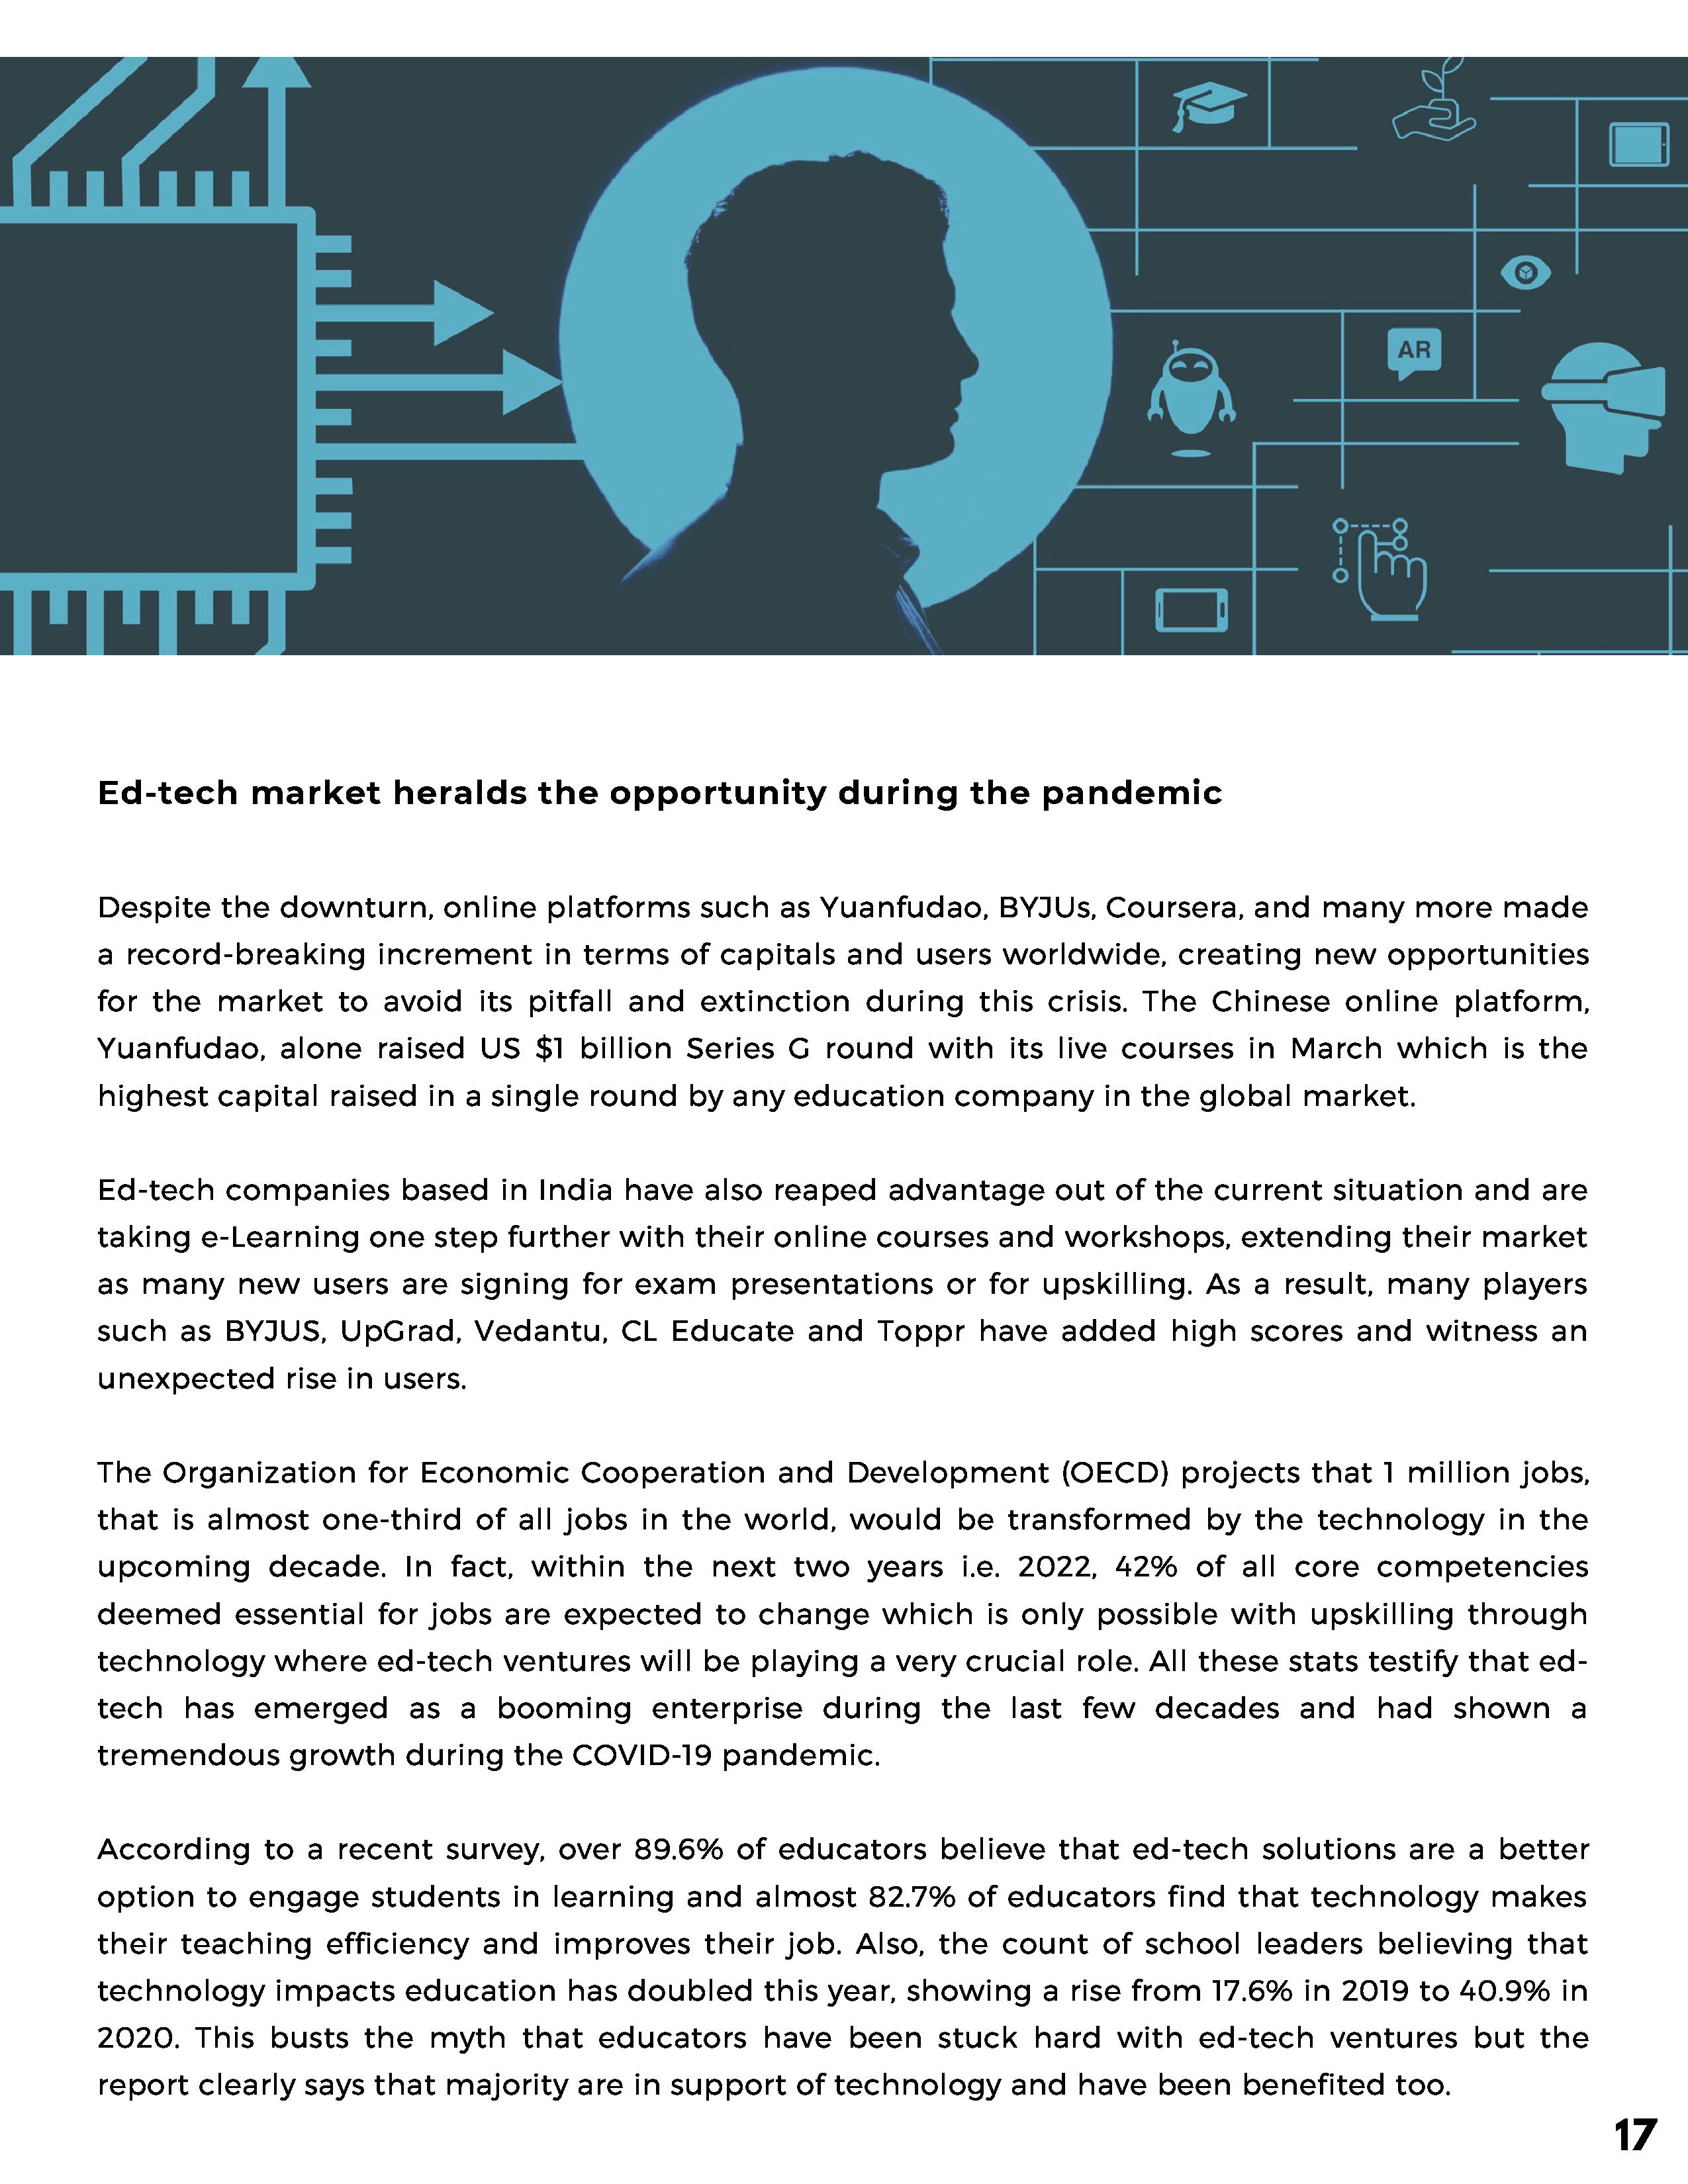 AR
Ed-tech market heralds the opportunity during the pandemic
Despite the downturn, online platforms such as Yuanfudao, BYJUs, Coursera, and many more made
a record-breaking increment in terms of capitals and users worldwide, creating new opportunities
for the market to avoid its pitfall and extinction during this crisis. The Chinese online platform,
Yuanfudao, alone raised US $1 billion Series G round with its live courses in March which is the
highest capital raised in a single round by any education company in the global market.
Ed-tech companies based in India have also reaped advantage out of the current situation and are
taking e-Learning one step further with their online courses and workshops, extending their market
as many new users are signing for exam presentations or for upskilling. As a result, many players
such as BYJUS, UpGrad, Vedantu, CL Educate and Toppr have added high scores and witness an
unexpected rise in users.
The Organization for Economic Cooperation and Development (OECD) projects that 1 million jobs,
that is almost one-third of all jobs in the world, would be transformed by the technology in the
upcoming decade. In fact, within the next two years i.e. 2022, 42% of all core competencies
deemed essential for jobs are expected to change which is only possible with upskilling through
technology where ed-tech ventures will be playing a very crucial role. All these stats testify that ed-
tech has emerged as a booming enterprise during the last few decades and had shown a
tremendous growth during the COVID-19 pandemic.
According to a recent survey, over 89.6% of educators believe that ed-tech solutions are a better
option to engage students in learning and almost 82.7% of educators find that technology makes
their teaching efficiency and improves their job. Also, the count of school leaders believing that
technology impacts education has doubled this year, showing a rise from 17.6% in 2019 to 40.9% in
2020. This busts the myth that educators have been stuck hard with ed-tech ventures but the
report clearly says that majority are in support of technology and have been benefited too.
17